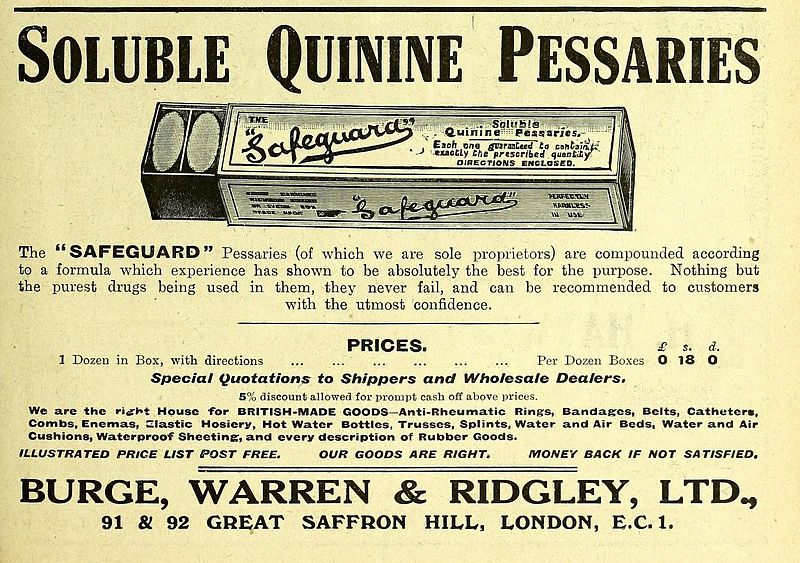 SOLUBLE QUININE PESSARIES
THE
"Safeguard"
Soluble
Quinine Pessaries.
Each one guaranteed to contain
exactly the prescribed quantity
DIRECTIONS ENCLOSED.
"Safeguard"
PERFECTLY
HARMLESS
IN USE
The "SAFEGUARD" Pessaries (of which we are sole proprietors) are compounded according
to a formula which experience has shown to be absolutely the best for the purpose. Nothing but
the purest drugs being used in them, they never fail, and can be recommended to customers
with the utmost confidence.
PRICES.
£ s. d.
1 Dozen in Box, with directions ... ... ... ... ... ... Per Dozen Boxes 0 18 0
Special Quotations to Shippers and Wholesale Dealers.
5% discount allowed for prompt cash off above prices.
We are the right House for BRITISH-MADE GOODS—Anti-Rheumatic Rings, Bandages, Belts, Catheters,
Combs, Enemas, Elastic Hosiery, Hot Water Bottles, Trusses, Splints, Water and Air Beds, Water and Air
Cushions, Waterproof Sheeting, and every description of Rubber Goods.
ILLUSTRATED PRICE LIST POST FREE. OUR GOODS ARE RIGHT. MONEY BACK IF NOT SATISFIED.
BURGE, WARREN & RIDGLEY, LTD.,
91 & 92 GREAT SAFFRON HILL, LONDON, E.C.1.